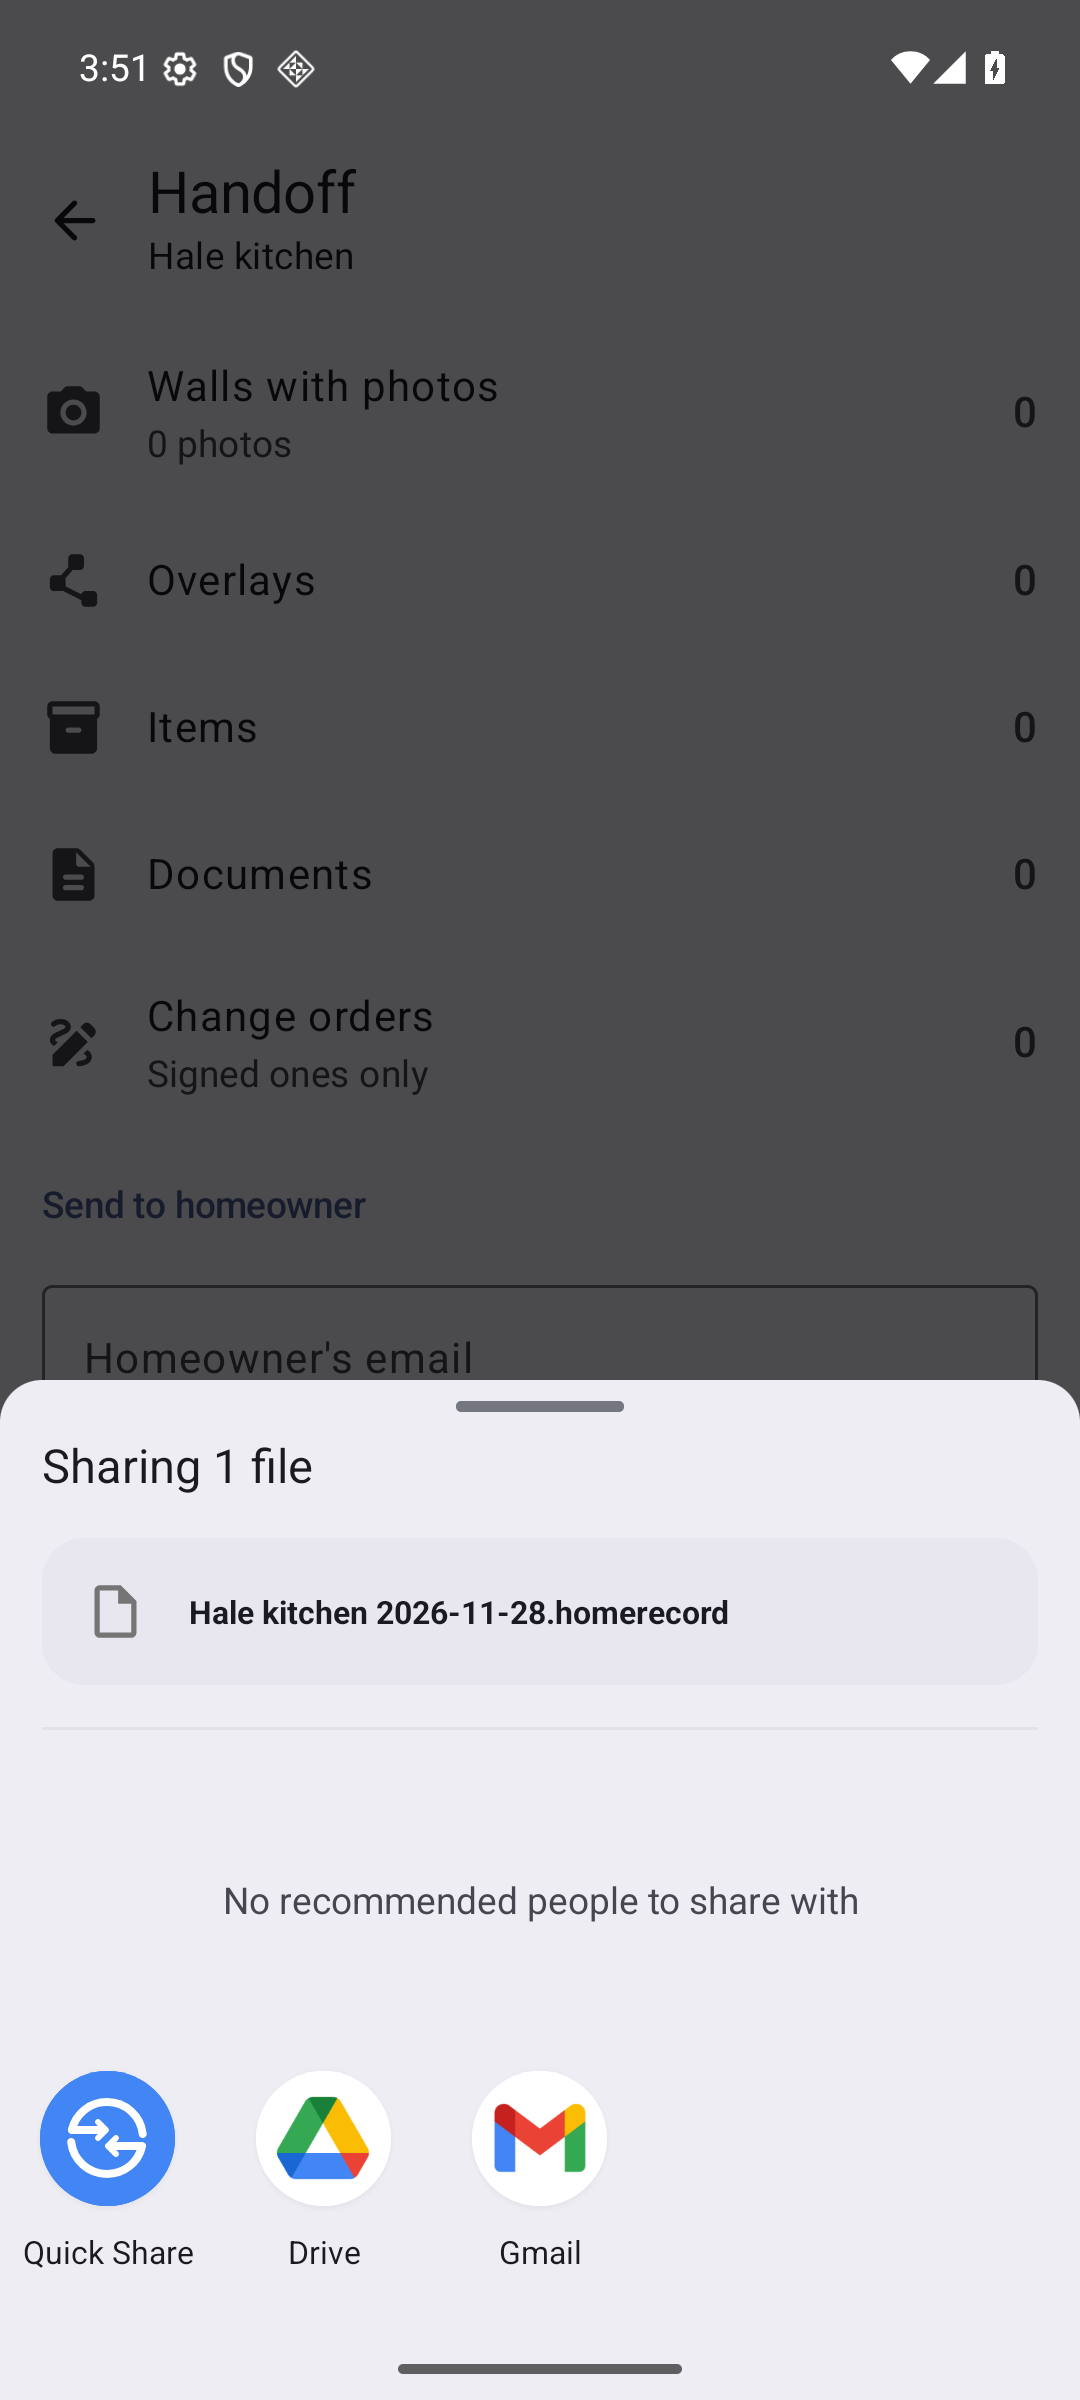 3:51
Handoff
Hale kitchen
Walls with photos
0 photos
0
Overlays
0
Items
0
Documents
0
Change orders
Signed ones only
0
Send to homeowner
Homeowner's email
Sharing 1 file
Hale kitchen 2026-11-28.homerecord
No recommended people to share with
Quick Share
Drive
Gmail